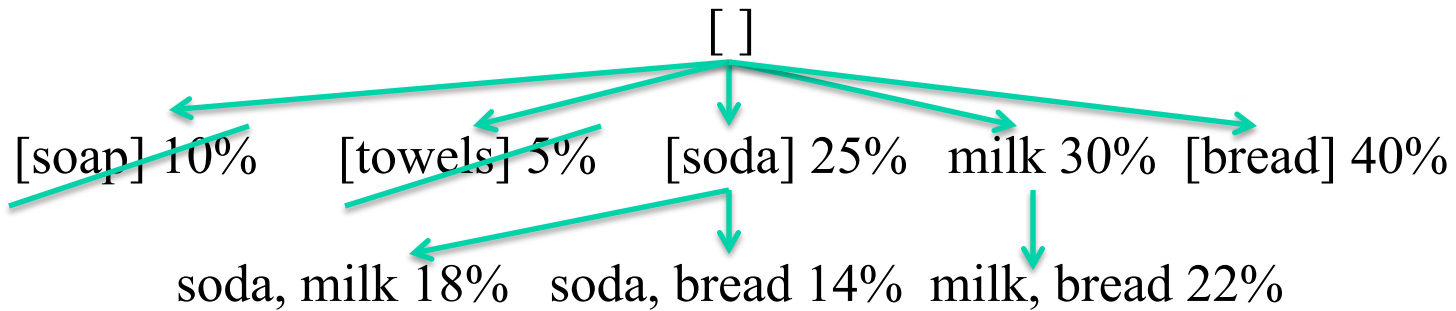 [ ]
[soap] 10% [towels] 5% [soda] 25% milk 30% [bread] 40%
soda, milk 18% soda, bread 14% milk, bread 22%